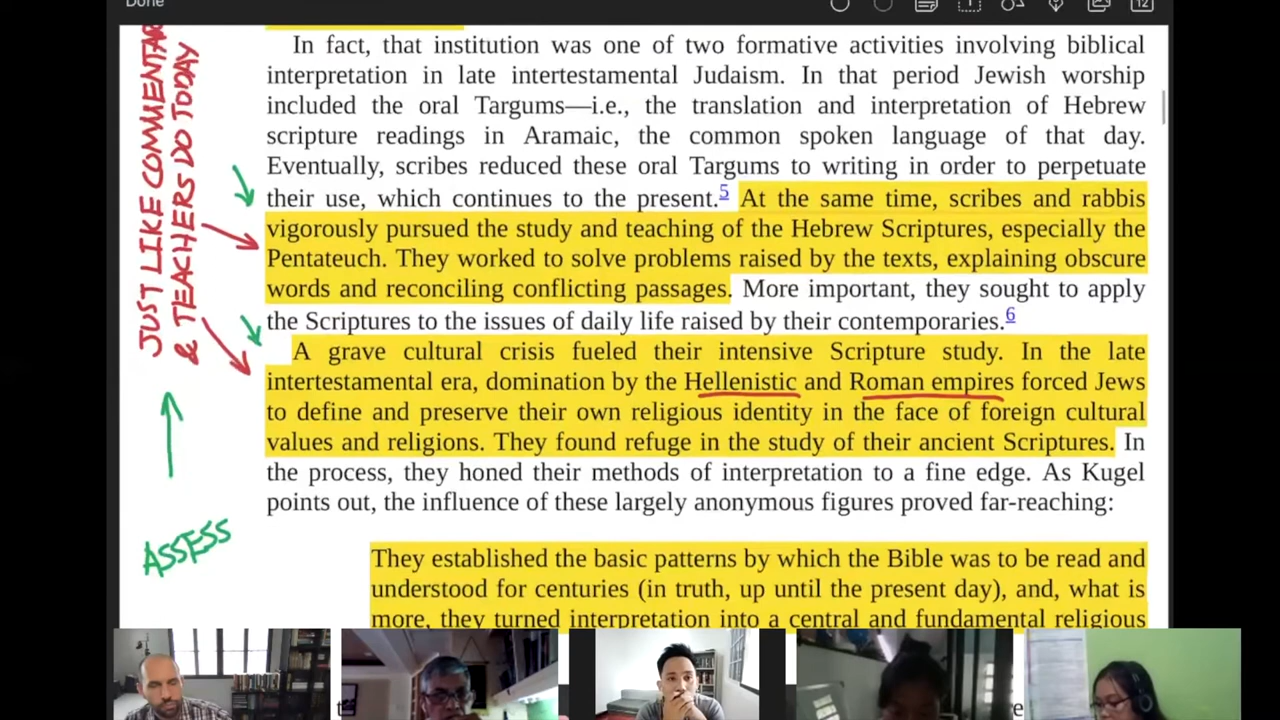 Done
12
JUST LIKE COMMENTAR
& TEACHERS DO TODAY
ASSESS
In fact, that institution was one of two formative activities involving biblical
interpretation in late intertestamental Judaism. In that period Jewish worship
included the oral Targums—i.e., the translation and interpretation of Hebrew
scripture readings in Aramaic, the common spoken language of that day.
Eventually, scribes reduced these oral Targums to writing in order to perpetuate
their use, which continues to the present.5 At the same time, scribes and rabbis
vigorously pursued the study and teaching of the Hebrew Scriptures, especially the
Pentateuch. They worked to solve problems raised by the texts, explaining obscure
words and reconciling conflicting passages. More important, they sought to apply
the Scriptures to the issues of daily life raised by their contemporaries.6
A grave cultural crisis fueled their intensive Scripture study. In the late
intertestamental era, domination by the Hellenistic and Roman empires forced Jews
to define and preserve their own religious identity in the face of foreign cultural
values and religions. They found refuge in the study of their ancient Scriptures. In
the process, they honed their methods of interpretation to a fine edge. As Kugel
points out, the influence of these largely anonymous figures proved far-reaching:
They established the basic patterns by which the Bible was to be read and
understood for centuries (in truth, up until the present day), and, what is
more, they turned interpretation into a central and fundamental religious